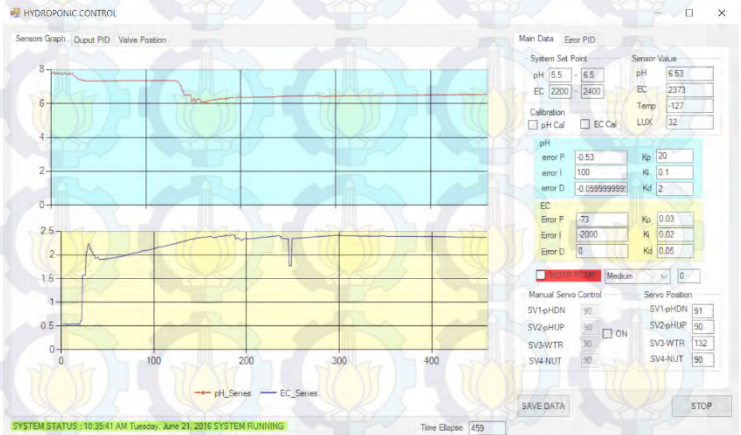 HYDROPONIC CONTROL
Sensors Graph Ouput PID Valve Position
8
6
4
2
0
2.5
2
1.5
1
0.5
0
0 100 200 300 400
pH_Series EC_Series
SYSTEM STATUS : 10:35:41 AM Tuesday, June 21, 2016 SYSTEM RUNNING
Time Ellapse 459
Main Data Error PID
System Set Point
pH 5.5 - 6.5
EC 2200 - 2400
Calibration
pH Cal EC Cal
Sensor Value
pH 6.53
EC 2373
Temp -127
LUX 32
pH
error P -0.53 Kp 20
error I 100 Ki 0.1
error D -0.059999999 Kd 2
EC
Error P -73 Kp 0.03
Error I -2000 Ki 0.02
Error D 0 Kd 0.05
NUTR PUMP Medium 0
Manual Servo Control
SV1-pHDN 90
SV2-pHUP 90
SV3-WTR 90
SV4-NUT 90
ON
Servo Position
SV1-pHDN 91
SV2-pHUP 90
SV3-WTR 132
SV4-NUT 90
SAVE DATA STOP